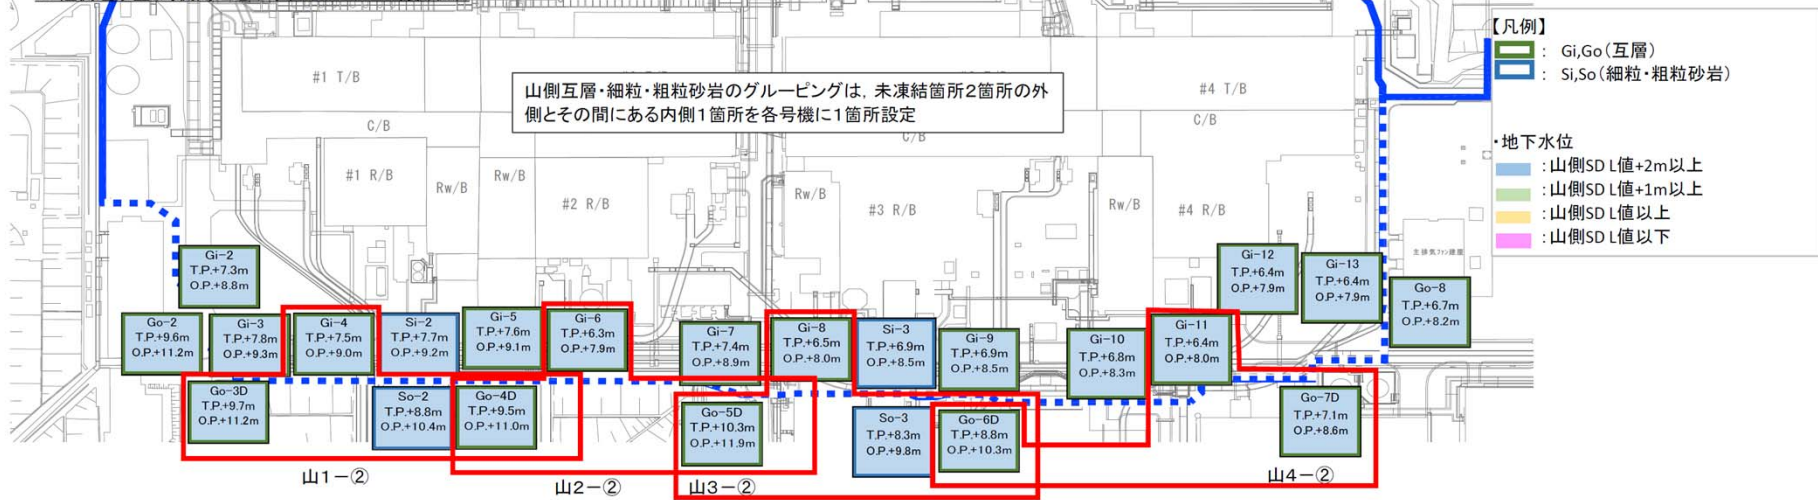 【凡例】
： Gi,Go（互層）
： Si,So（細粒・粗粒砂岩）
・地下水位
：山側SD L値+2m以上
：山側SD L値+1m以上
：山側SD L値以上
：山側SD L値以下
#1 T/B
#4 T/B
山側互層・細粒・粗粒砂岩のグルーピングは，未凍結箇所２箇所の外
側とその間にある内側１箇所を各号機に１箇所設定
C/B
C/B
C/B
#1 R/B
Rw/B
Rw/B
#2 R/B
Rw/B
#3 R/B
Rw/B
#4 R/B
主排気ファン建屋
Gi-2
T.P.+7.3m
O.P.+8.8m
Gi-12
T.P.+6.4m
O.P.+7.9m
Gi-13
T.P.+6.4m
O.P.+7.9m
Go-8
T.P.+6.7m
O.P.+8.2m
Go-2
T.P.+9.6m
O.P.+11.2m
Gi-3
T.P.+7.8m
O.P.+9.3m
Gi-4
T.P.+7.5m
O.P.+9.0m
Si-2
T.P.+7.7m
O.P.+9.2m
Gi-5
T.P.+7.6m
O.P.+9.1m
Gi-6
T.P.+6.3m
O.P.+7.9m
Gi-7
T.P.+7.4m
O.P.+8.9m
Gi-8
T.P.+6.5m
O.P.+8.0m
Si-3
T.P.+6.9m
O.P.+8.5m
Gi-9
T.P.+6.9m
O.P.+8.5m
Gi-10
T.P.+6.8m
O.P.+8.3m
Gi-11
T.P.+6.4m
O.P.+8.0m
Go-3D
T.P.+9.7m
O.P.+11.2m
So-2
T.P.+8.8m
O.P.+10.4m
Go-4D
T.P.+9.5m
O.P.+11.0m
Go-5D
T.P.+10.3m
O.P.+11.9m
So-3
T.P.+8.3m
O.P.+9.8m
Go-6D
T.P.+8.8m
O.P.+10.3m
Go-7D
T.P.+7.1m
O.P.+8.6m
山１－②
山２－②
山３－②
山４－②